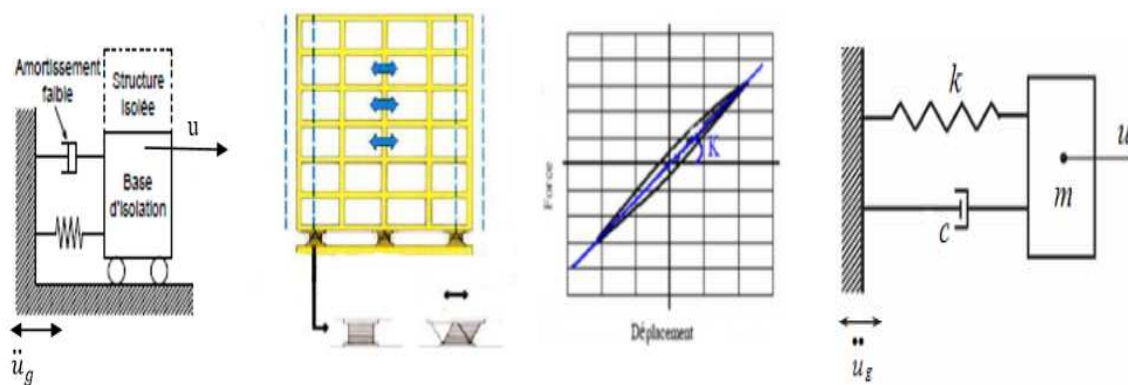 Amortissement
faible
Structure
isolée
u
Base
d'isolation
ü_g
K
Force
Déplacement
k
c
m
u
ü_g